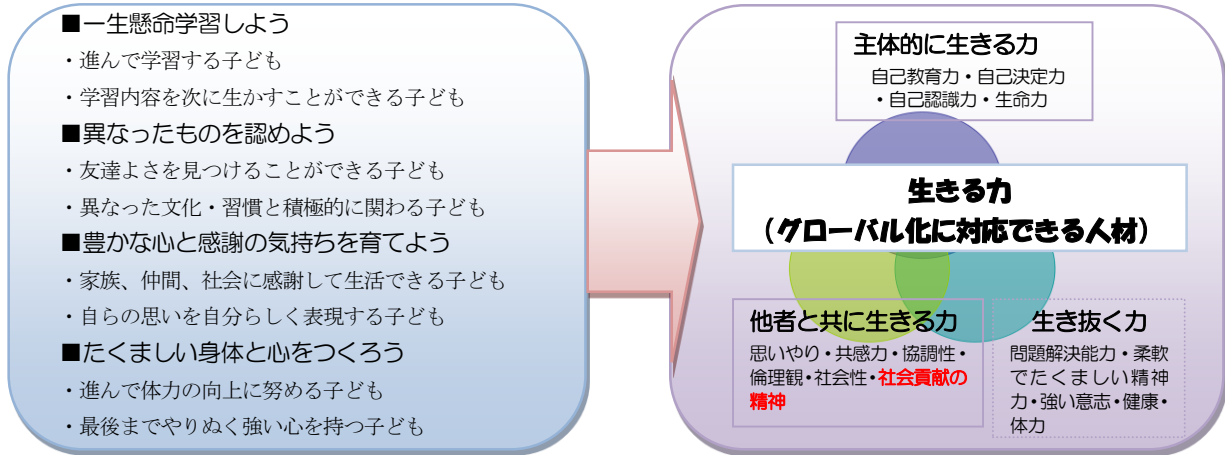 ■一生懸命学習しよう
・進んで学習する子ども
・学習内容を次に生かすことができる子ども
■異なったものを認めよう
・友達よさを見つけることができる子ども
・異なった文化・習慣と積極的に関わる子ども
■豊かな心と感謝の気持ちを育てよう
・家族、仲間、社会に感謝して生活できる子ども
・自らの思いを自分らしく表現する子ども
■たくましい身体と心をつくろう
・進んで体力の向上に努める子ども
・最後までやりぬく強い心を持つ子ども
主体的に生きる力
自己教育力・自己決定力
・自己認識力・生命力
生きる力
（グローバル化に対応できる人材）
他者と共に生きる力
思いやり・共感力・協調性・
倫理観・社会性・社会貢献の
精神
生き抜く力
問題解決能力・柔軟
でたくましい精神
力・強い意志・健康・
体力